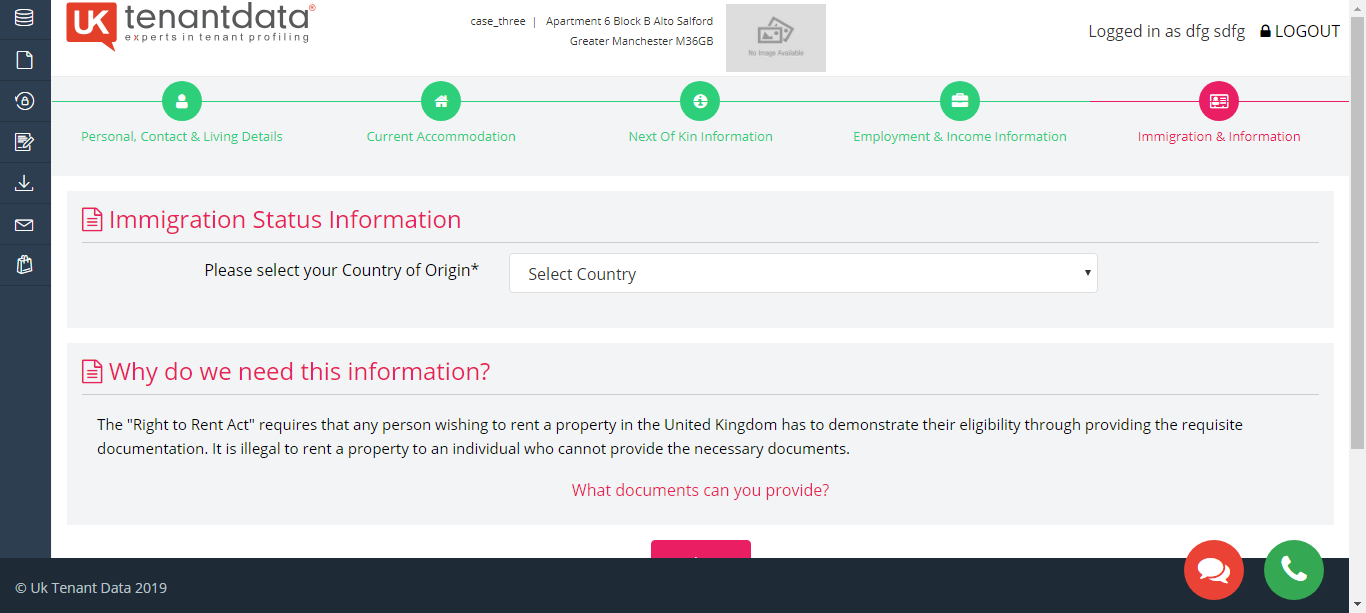 UK tenantdata®
experts in tenant profiling
case_three | Apartment 6 Block B Alto Salford
Greater Manchester M36GB
No Image Available
Logged in as dfg sdfg LOGOUT
Personal, Contact & Living Details
Current Accommodation
Next Of Kin Information
Employment & Income Information
Immigration & Information
Immigration Status Information
Please select your Country of Origin*
Select Country
Why do we need this information?
The "Right to Rent Act" requires that any person wishing to rent a property in the United Kingdom has to demonstrate their eligibility through providing the requisite
documentation. It is illegal to rent a property to an individual who cannot provide the necessary documents.
What documents can you provide?
© Uk Tenant Data 2019